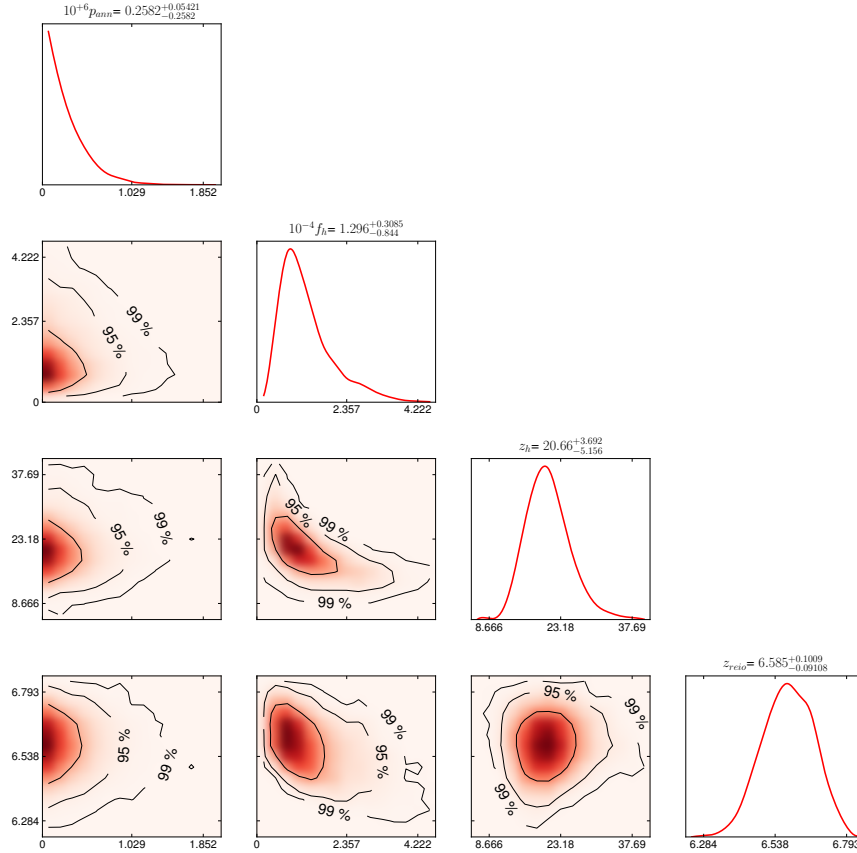 10^{+6}p_{ann}= 0.2582^{+0.05421}_{-0.2582}
0 1.029 1.852
10^{-4}f_h= 1.296^{+0.3085}_{-0.844}
4.222
2.357
0
99 %
95 %
0 2.357 4.222
z_h= 20.66^{+3.692}_{-5.156}
37.69
23.18
8.666
95 %
99 %
95 %
99 %
99 %
8.666 23.18 37.69
z_{reio}= 6.585^{+0.1009}_{-0.09108}
6.793
6.538
6.284
95 %
99 %
99 %
95 %
99 %
95 %
99 %
99 %
0 1.029 1.852
0 2.357 4.222
8.666 23.18 37.69
6.284 6.538 6.793